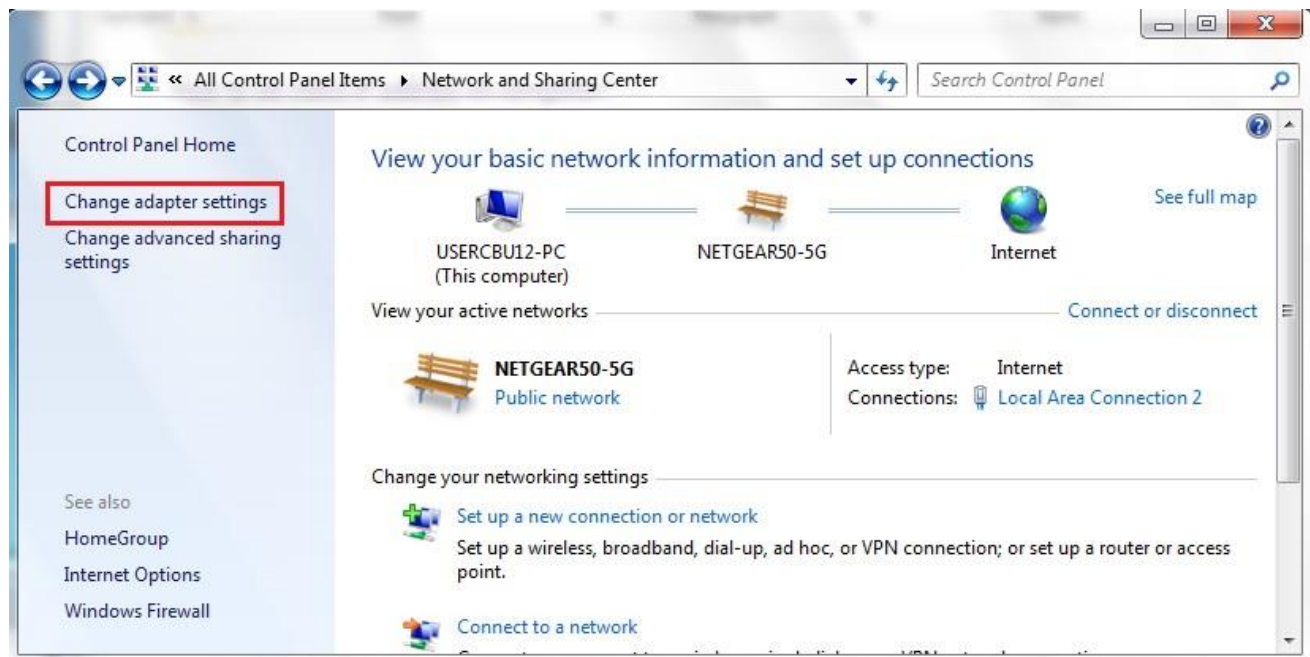 « All Control Panel Items ▸ Network and Sharing Center
Search Control Panel
Control Panel Home
Change adapter settings
Change advanced sharing
settings
See also
HomeGroup
Internet Options
Windows Firewall
View your basic network information and set up connections
See full map
USERCBU12-PC
(This computer)
NETGEAR50-5G
Internet
View your active networks
Connect or disconnect
NETGEAR50-5G
Public network
Access type: Internet
Connections: Local Area Connection 2
Change your networking settings
Set up a new connection or network
Set up a wireless, broadband, dial-up, ad hoc, or VPN connection; or set up a router or access
point.
Connect to a network